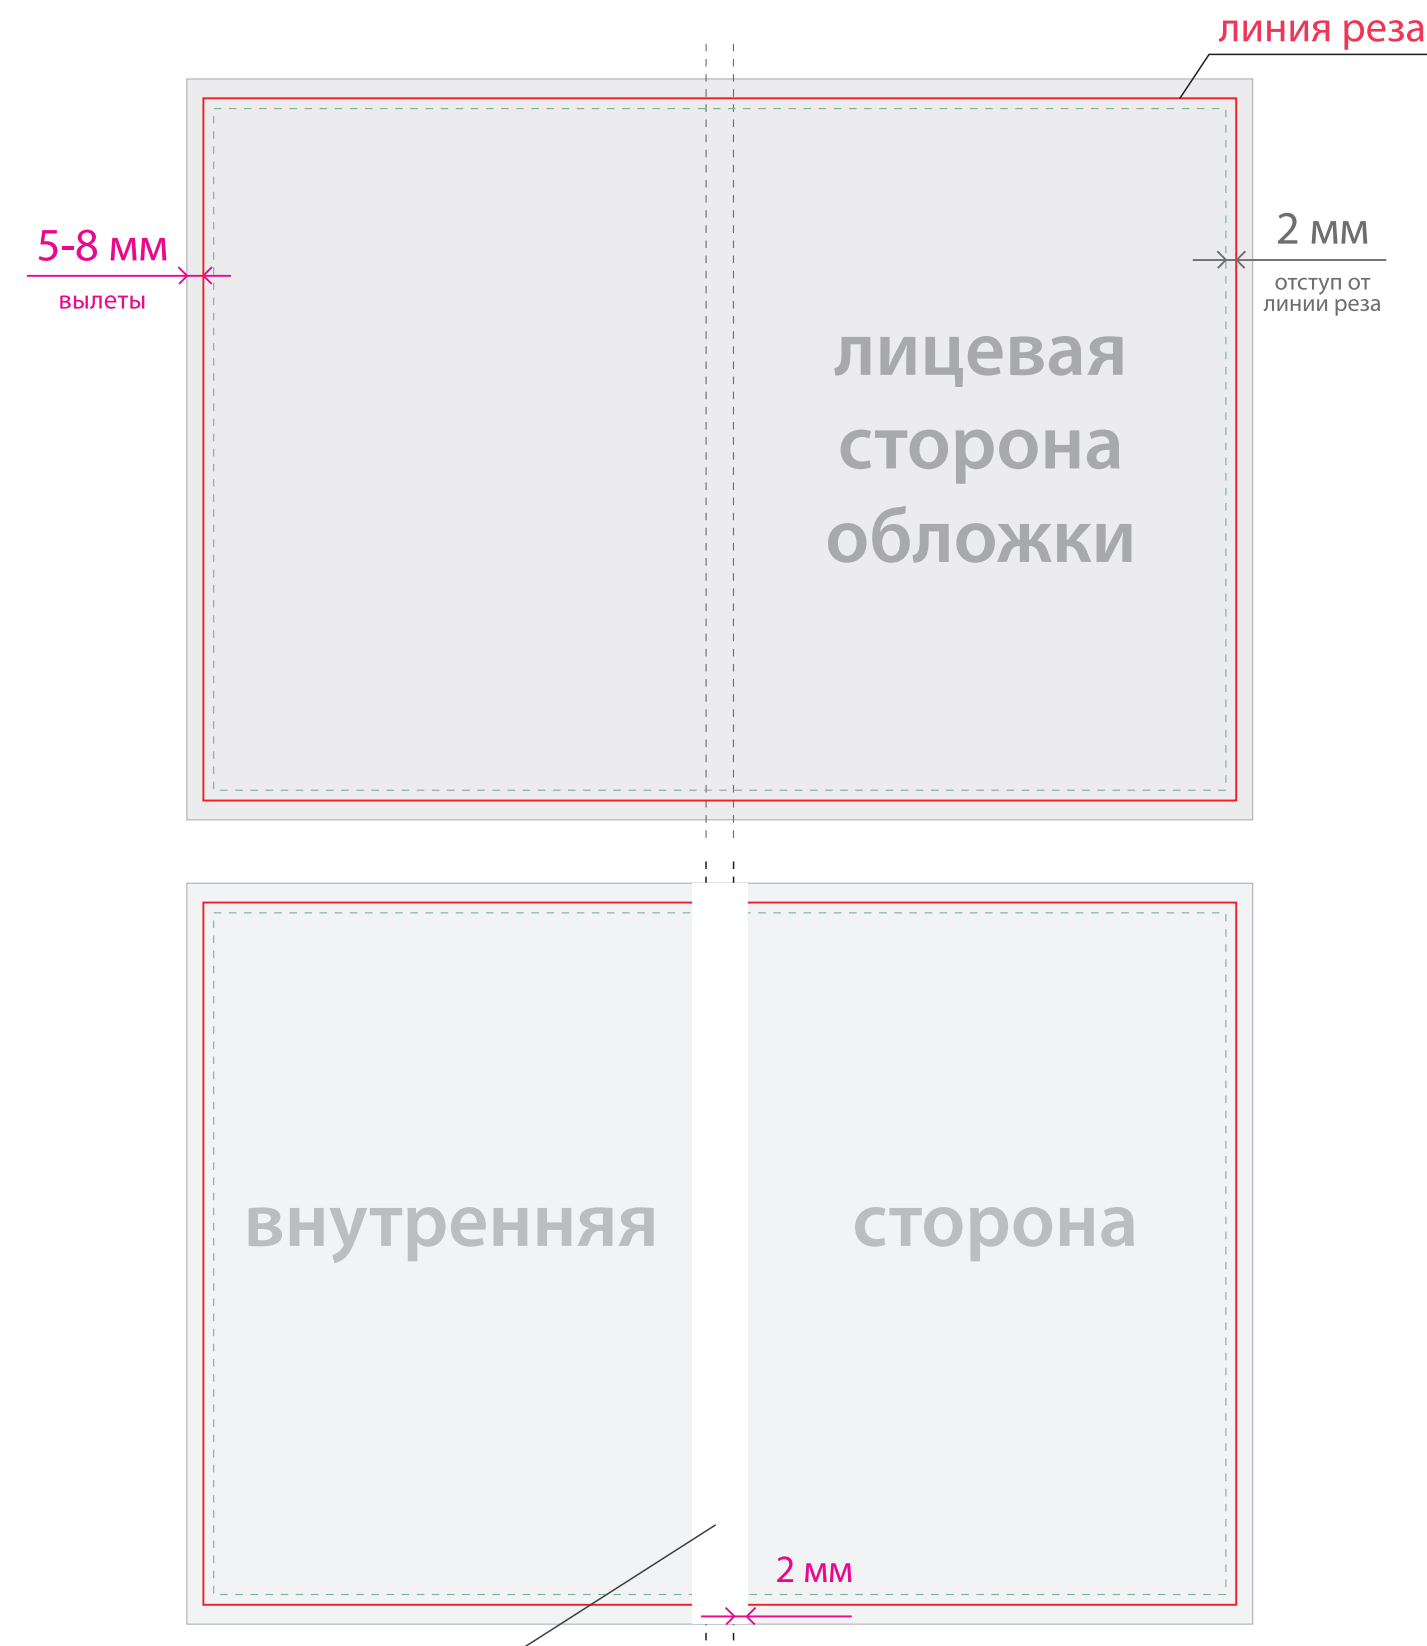 линия реза
5-8 мм
вылеты
2 мм
отступ от
линии реза
лицевая
сторона
обложки
внутренняя сторона
2 мм